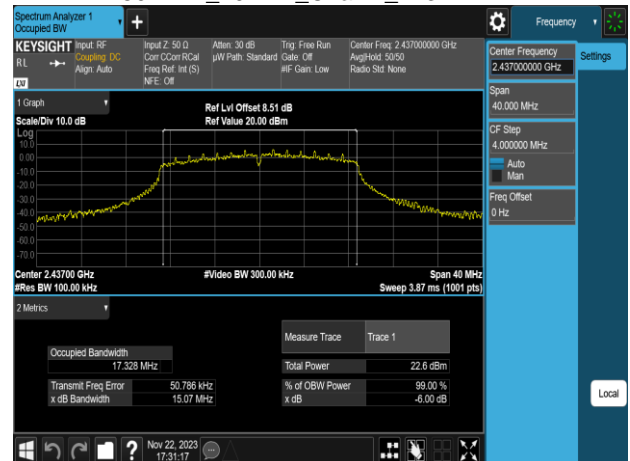 Spectrum Analyzer 1
Occupied BW
+
Frequency
KEYSIGHT
RL
LXI
Input: RF
Coupling: DC
Align: Auto
Input Z: 50 Ω
Corr CCorr RCal
Freq Ref: Int (S)
NFE: Off
Atten: 30 dB
µW Path: Standard
Trig: Free Run
Gate: Off
#IF Gain: Low
Center Freq: 2.437000000 GHz
Avg|Hold: 50/50
Radio Std: None
Center Frequency
2.437000000 GHz
Settings
Span
40.000 MHz
CF Step
4.000000 MHz
Auto
Man
Freq Offset
0 Hz
1 Graph
Scale/Div 10.0 dB
Ref Lvl Offset 8.51 dB
Ref Value 20.00 dBm
Log
10.0
0.00
-10.0
-20.0
-30.0
-40.0
-50.0
-60.0
-70.0
Center 2.43700 GHz
#Video BW 300.00 kHz
Span 40 MHz
#Res BW 100.00 kHz
Sweep 3.87 ms (1001 pts)
2 Metrics
Measure Trace
Trace 1
Occupied Bandwidth
17.328 MHz
Total Power
22.6 dBm
Transmit Freq Error
50.786 kHz
% of OBW Power
99.00 %
x dB Bandwidth
15.07 MHz
x dB
-6.00 dB
Local
?
Nov 22, 2023
17:31:17